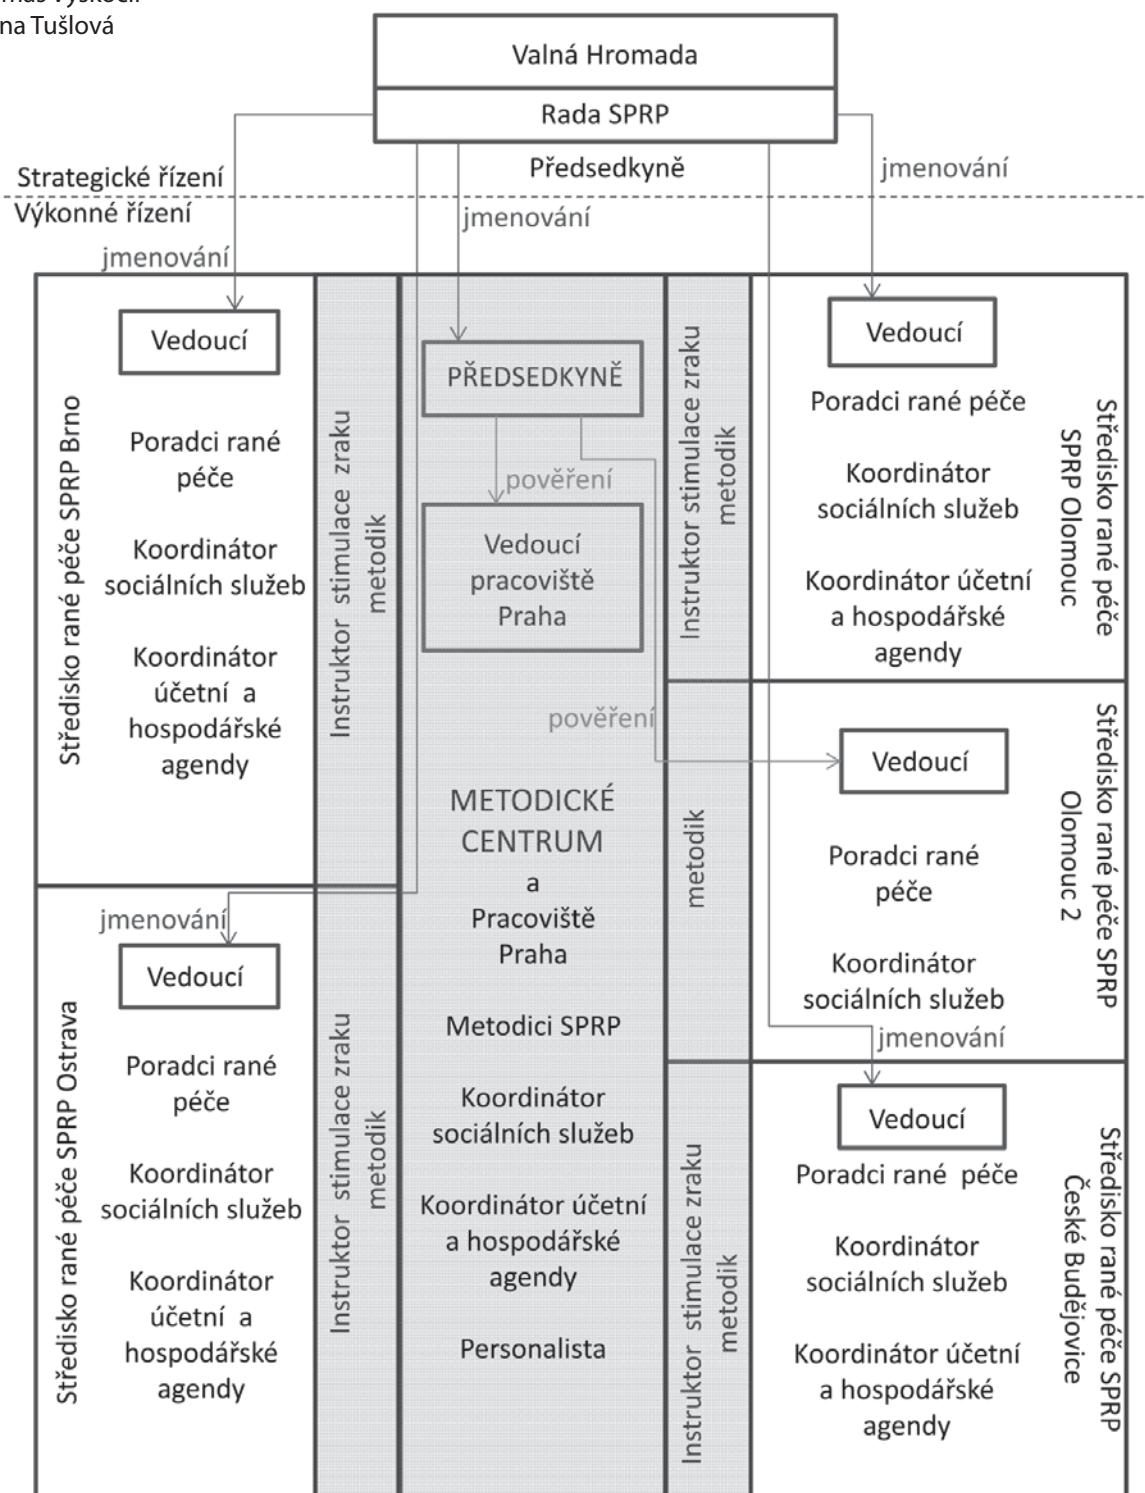 na Tušlová
Valná Hromada
Rada SPRP
Předsedkyně
jmenování
Strategické řízení
Výkonné řízení
jmenování
jmenování
Středisko rané péče SPRP Brno
Vedoucí
Poradci rané
péče
Koordinátor
sociálních služeb
Koordinátor
účetní a
hospodářské
agendy
Instruktor stimulace zraku
metodik
Středisko rané péče SPRP Ostrava
jmenování
Vedoucí
Poradci rané
péče
Koordinátor
sociálních služeb
Koordinátor
účetní a
hospodářské
agendy
Instruktor stimulace zraku
metodik
PŘEDSEDKYNĚ
pověření
Vedoucí
pracoviště
Praha
pověření
METODICKÉ
CENTRUM
a
Pracoviště
Praha
Metodici SPRP
Koordinátor
sociálních služeb
Koordinátor účetní
a hospodářské
agendy
Personalista
Instruktor stimulace zraku
metodik
Vedoucí
Poradci rané péče
Koordinátor
sociálních služeb
Koordinátor účetní
a hospodářské
agendy
Středisko rané péče
SPRP Olomouc
metodik
Vedoucí
Poradci rané
péče
Koordinátor
sociálních služeb
Středisko rané péče SPRP
Olomouc 2
jmenování
Instruktor stimulace zraku
metodik
Vedoucí
Poradci rané péče
Koordinátor
sociálních služeb
Koordinátor účetní
a hospodářské
agendy
Středisko rané péče SPRP
České Budějovice